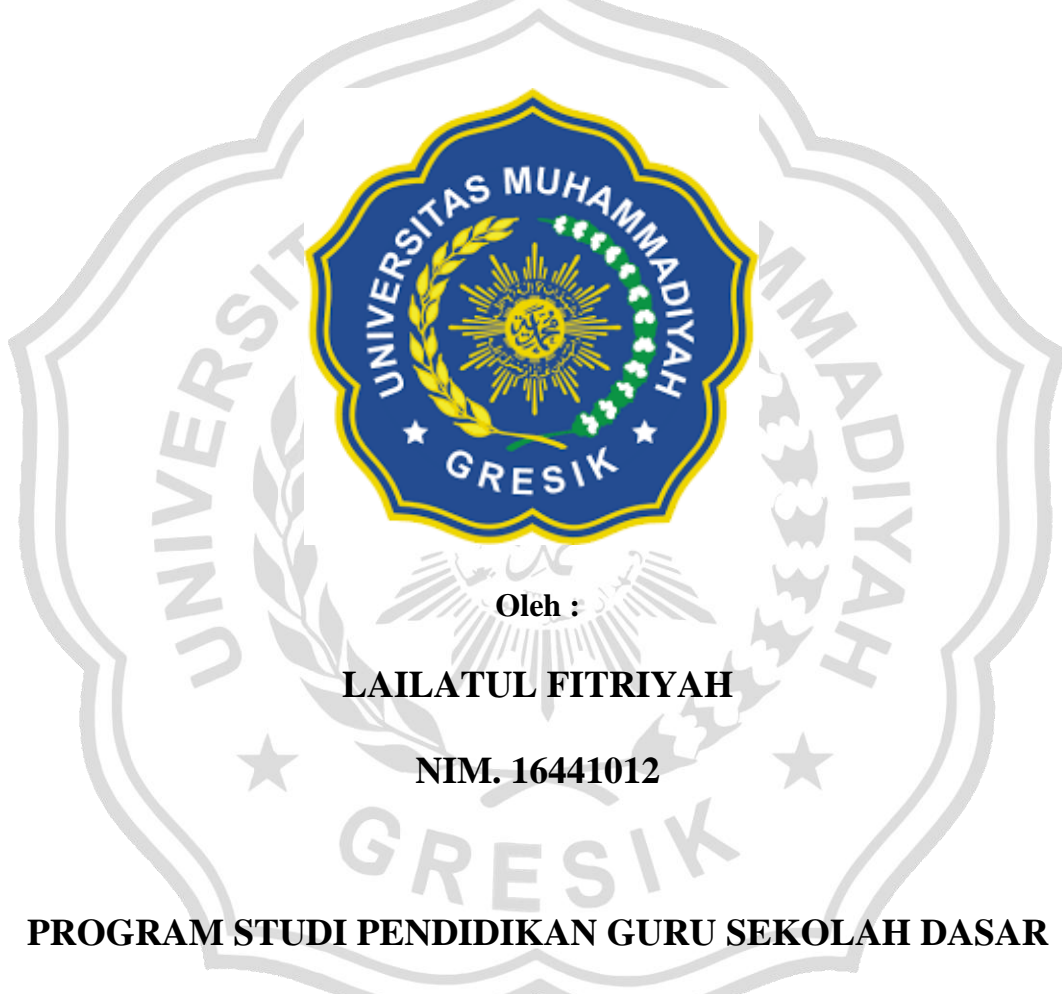 UNIVERSITAS MUHAMMADIYAH
GRESIK
Oleh :
LAILATUL FITRIYAH
NIM. 16441012
PROGRAM STUDI PENDIDIKAN GURU SEKOLAH DASAR